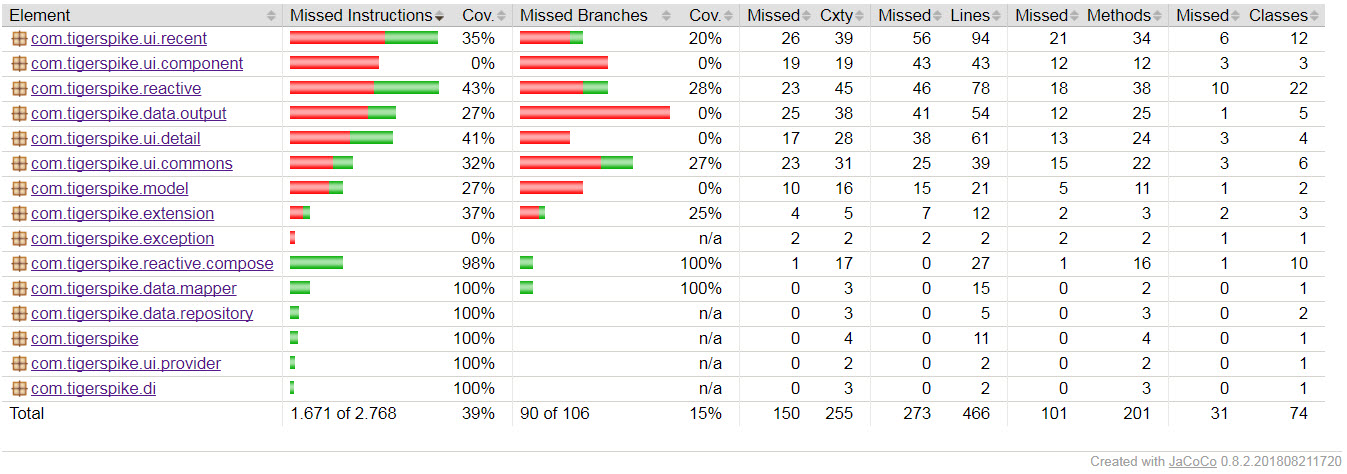 Element Missed Instructions Cov. Missed Branches Cov. Missed Cxty Missed Lines Missed Methods Missed Classes
com.tigerspike.ui.recent 35% 20% 26 39 56 94 21 34 6 12
com.tigerspike.ui.component 0% 0% 19 19 43 43 12 12 3 3
com.tigerspike.reactive 43% 28% 23 45 46 78 18 38 10 22
com.tigerspike.data.output 27% 0% 25 38 41 54 12 25 1 5
com.tigerspike.ui.detail 41% 0% 17 28 38 61 13 24 3 4
com.tigerspike.ui.commons 32% 27% 23 31 25 39 15 22 3 6
com.tigerspike.model 27% 0% 10 16 15 21 5 11 1 2
com.tigerspike.extension 37% 25% 4 5 7 12 2 3 2 3
com.tigerspike.exception 0% n/a 2 2 2 2 2 2 1 1
com.tigerspike.reactive.compose 98% 100% 1 17 0 27 1 16 1 10
com.tigerspike.data.mapper 100% 100% 0 3 0 15 0 2 0 1
com.tigerspike.data.repository 100% n/a 0 3 0 5 0 3 0 2
com.tigerspike 100% n/a 0 4 0 11 0 4 0 1
com.tigerspike.ui.provider 100% n/a 0 2 0 2 0 2 0 1
com.tigerspike.di 100% n/a 0 3 0 2 0 3 0 1
Total 1.671 of 2.768 39% 90 of 106 15% 150 255 273 466 101 201 31 74
Created with JaCoCo 0.8.2.201808211720